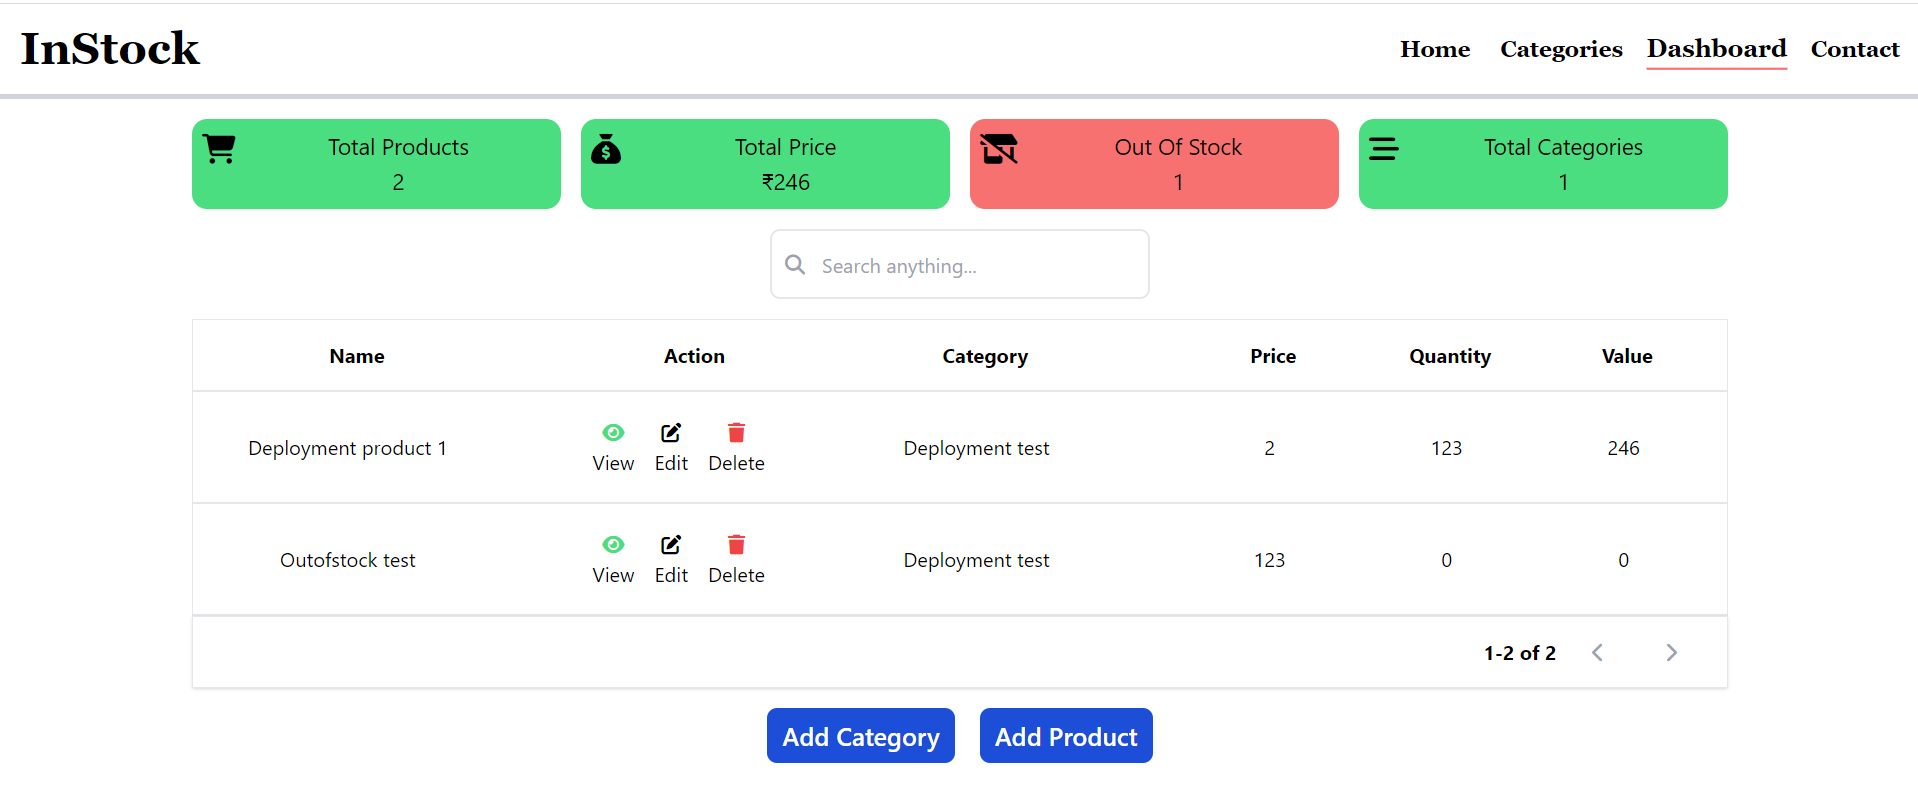 InStock
Home Categories Dashboard Contact
Total Products
2
Total Price
₹246
Out Of Stock
1
Total Categories
1
Search anything...
Name Action Category Price Quantity Value
Deployment product 1 View Edit Delete Deployment test 2 123 246
Outofstock test View Edit Delete Deployment test 123 0 0
1-2 of 2
Add Category Add Product